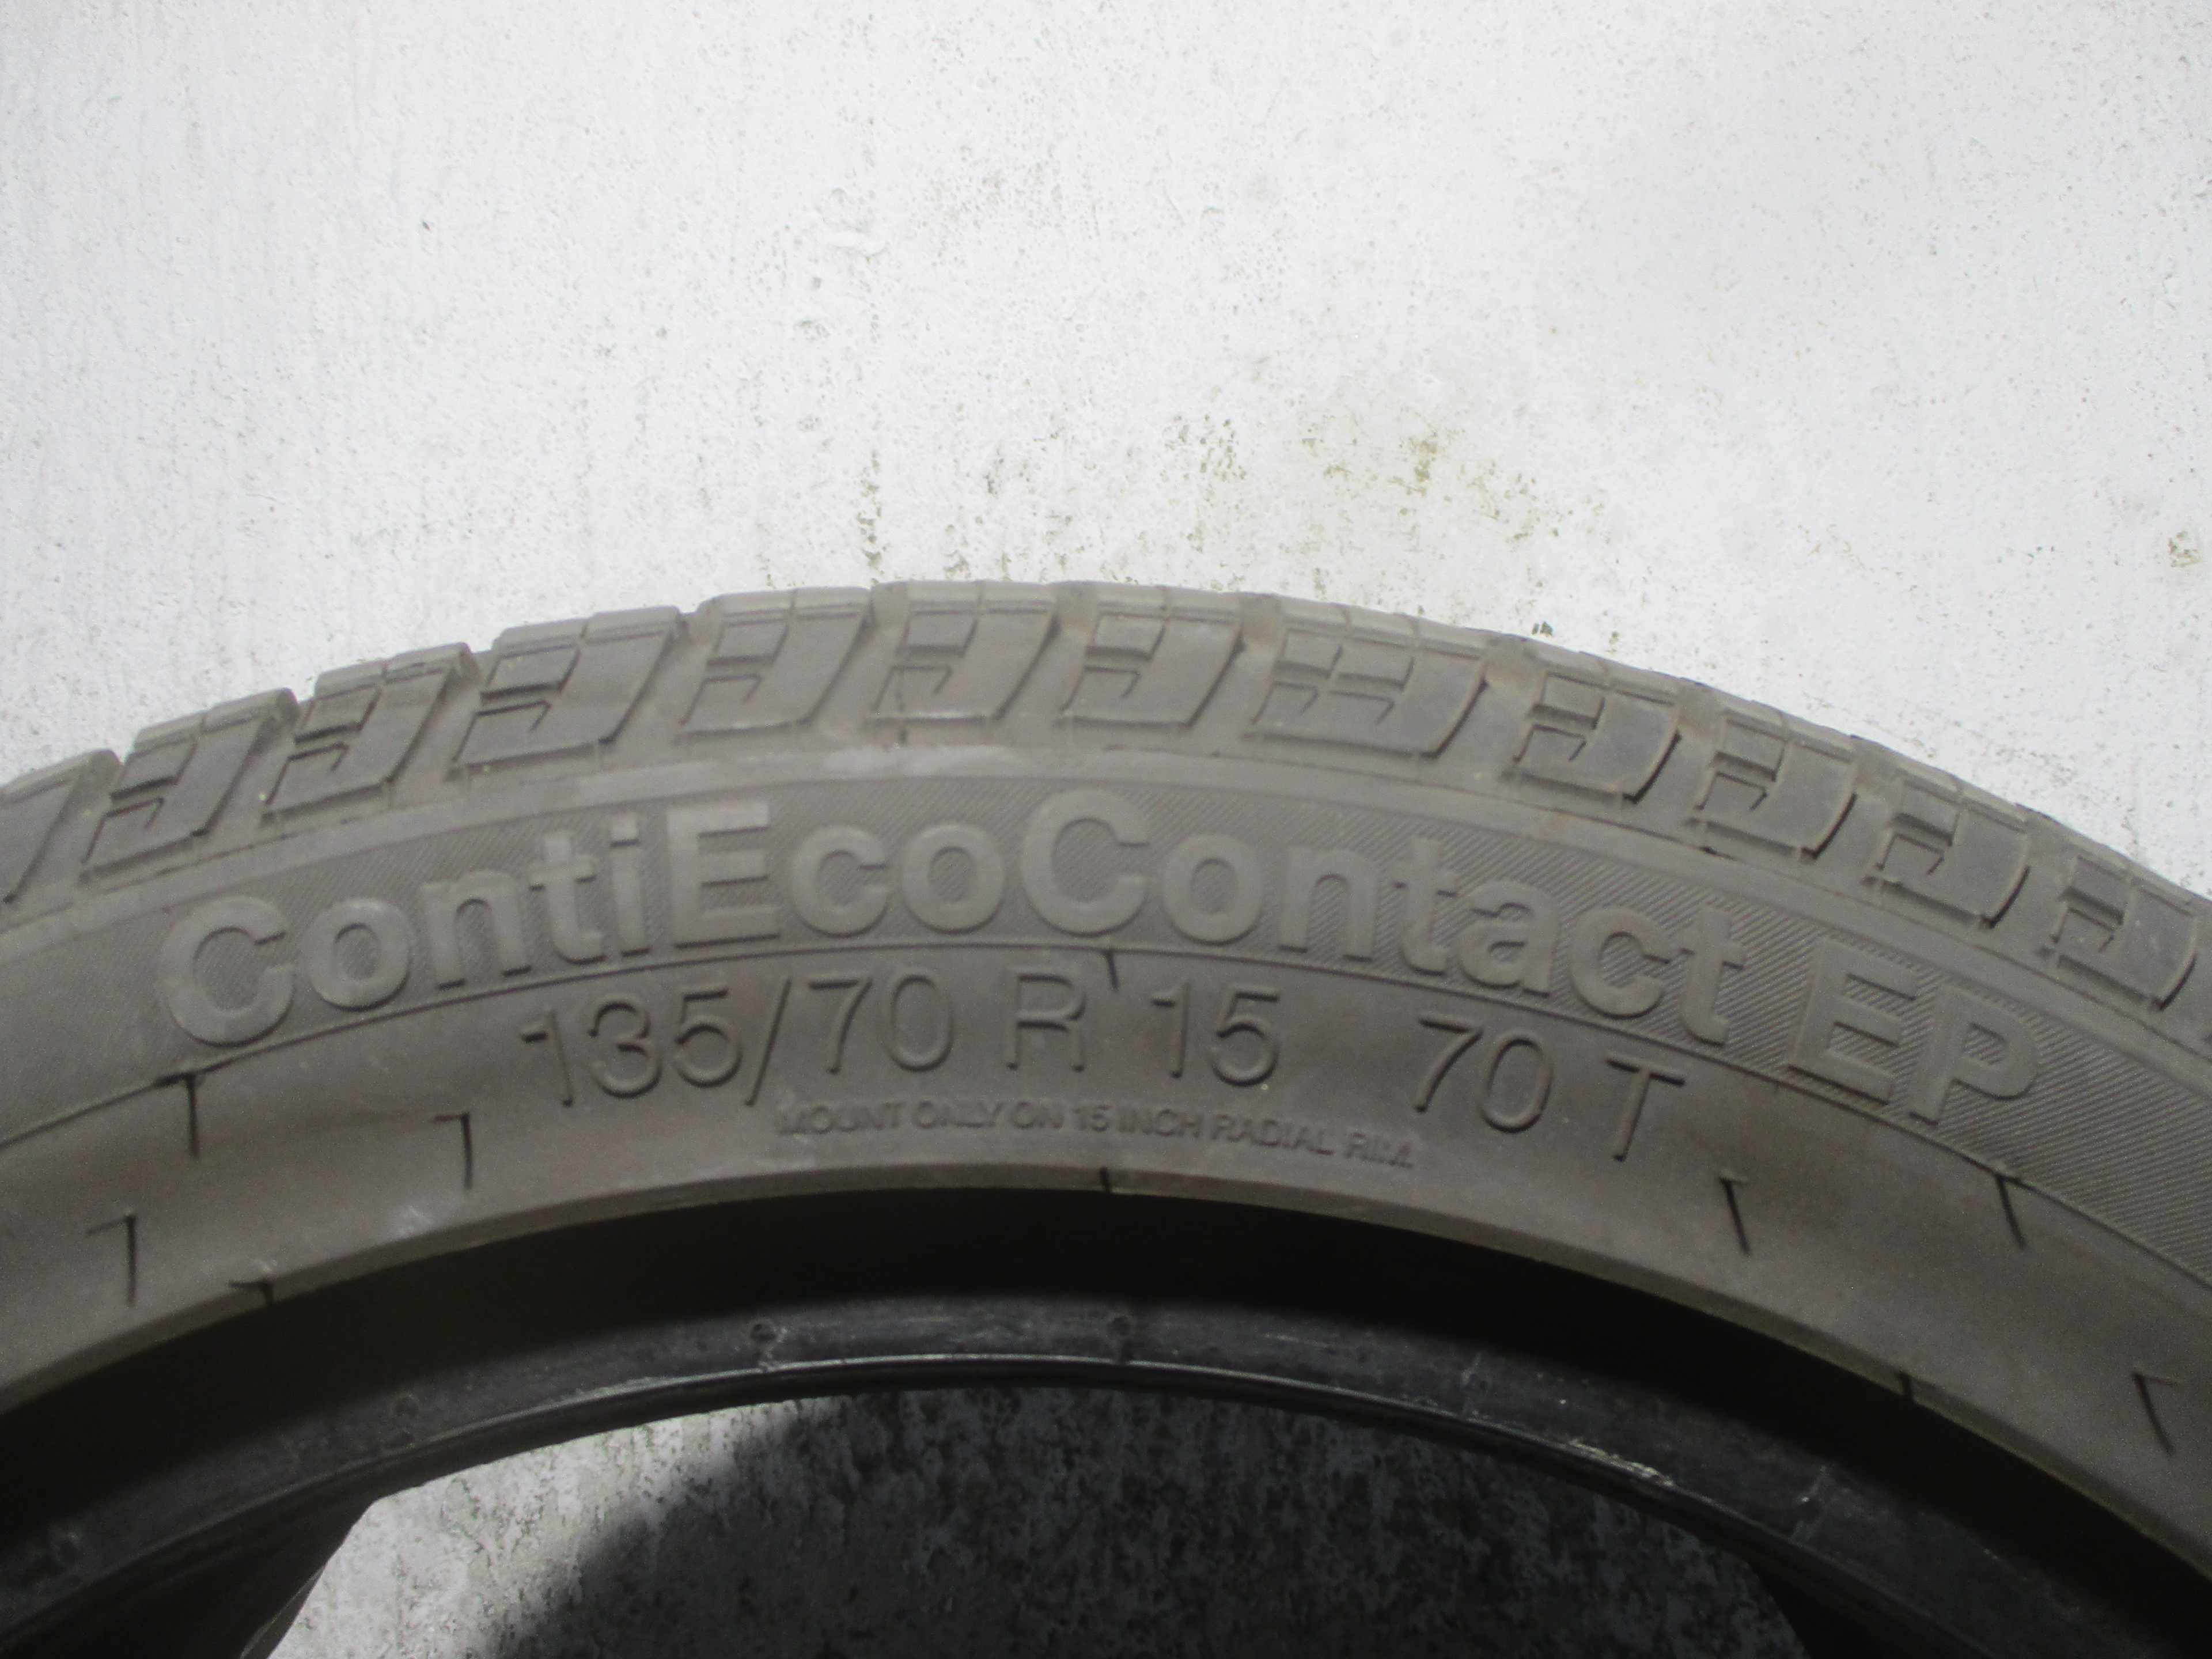 ContiEcoContact EP
135/70 R 15 70 T
MOUNT ONLY ON 15 INCH RADIAL RIM.